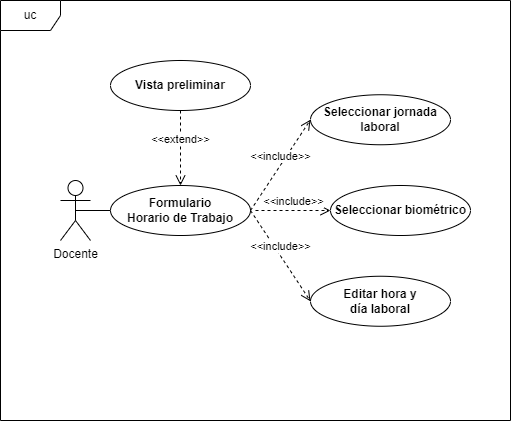 uc
Vista preliminar
<<extend>>
Seleccionar jornada
laboral
<<include>>
Formulario
Horario de Trabajo
<<include>>
Seleccionar biométrico
Docente
<<include>>
Editar hora y
día laboral